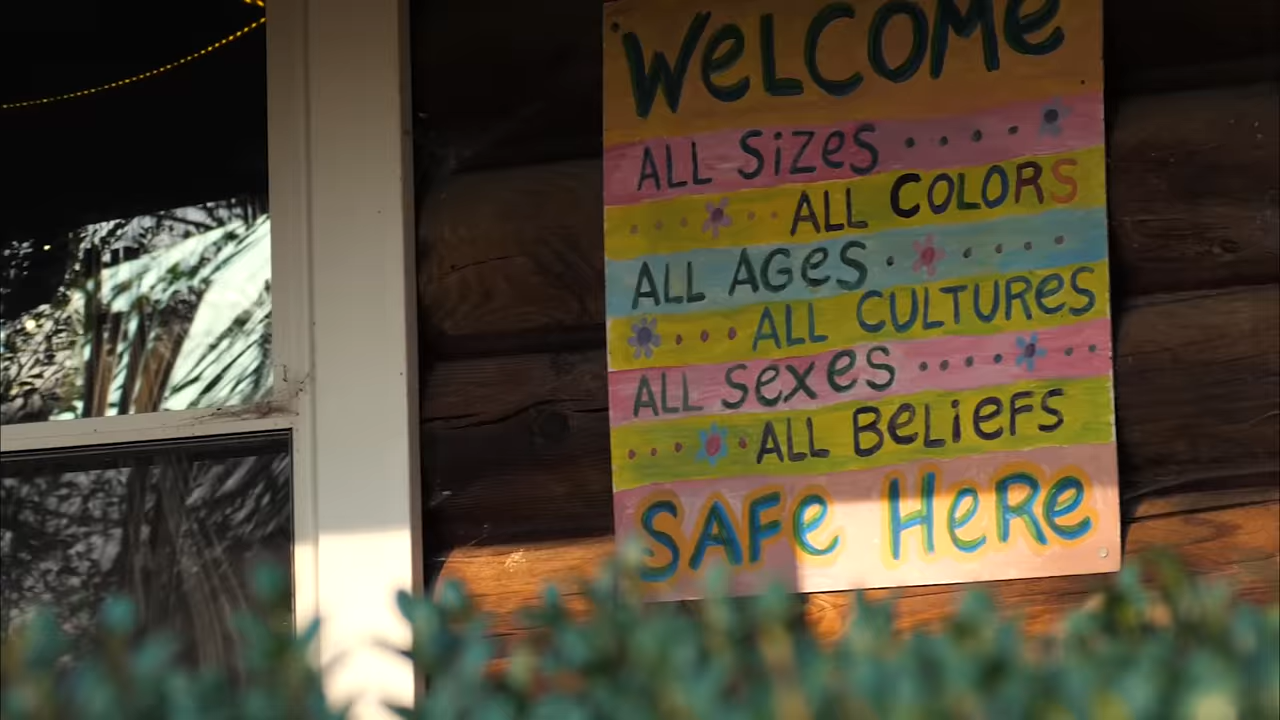 WeLCOMe
ALL SiZes
ALL COLORS
ALL AGes
ALL CULTURes
ALL Sexes
ALL BeLiefs
SAFe HeRe